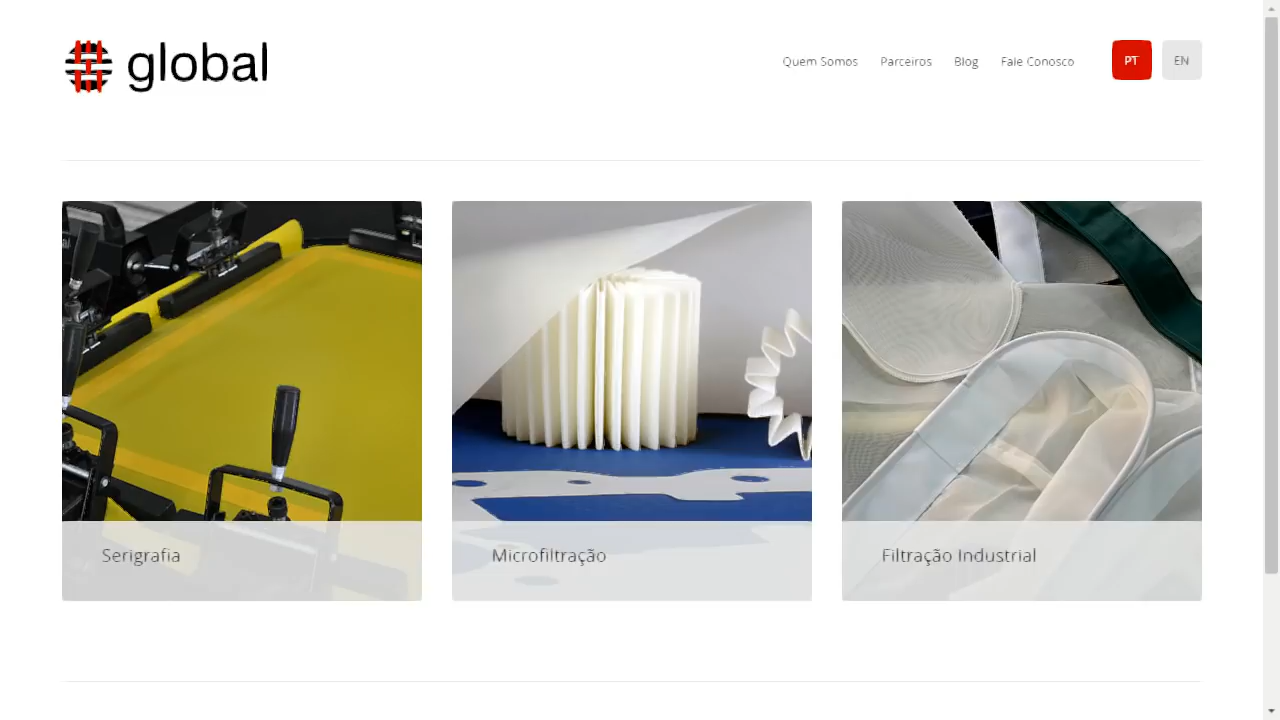 global
Quem Somos Parceiros Blog Fale Conosco PT EN
Serigrafia
Microfiltração
Filtração Industrial